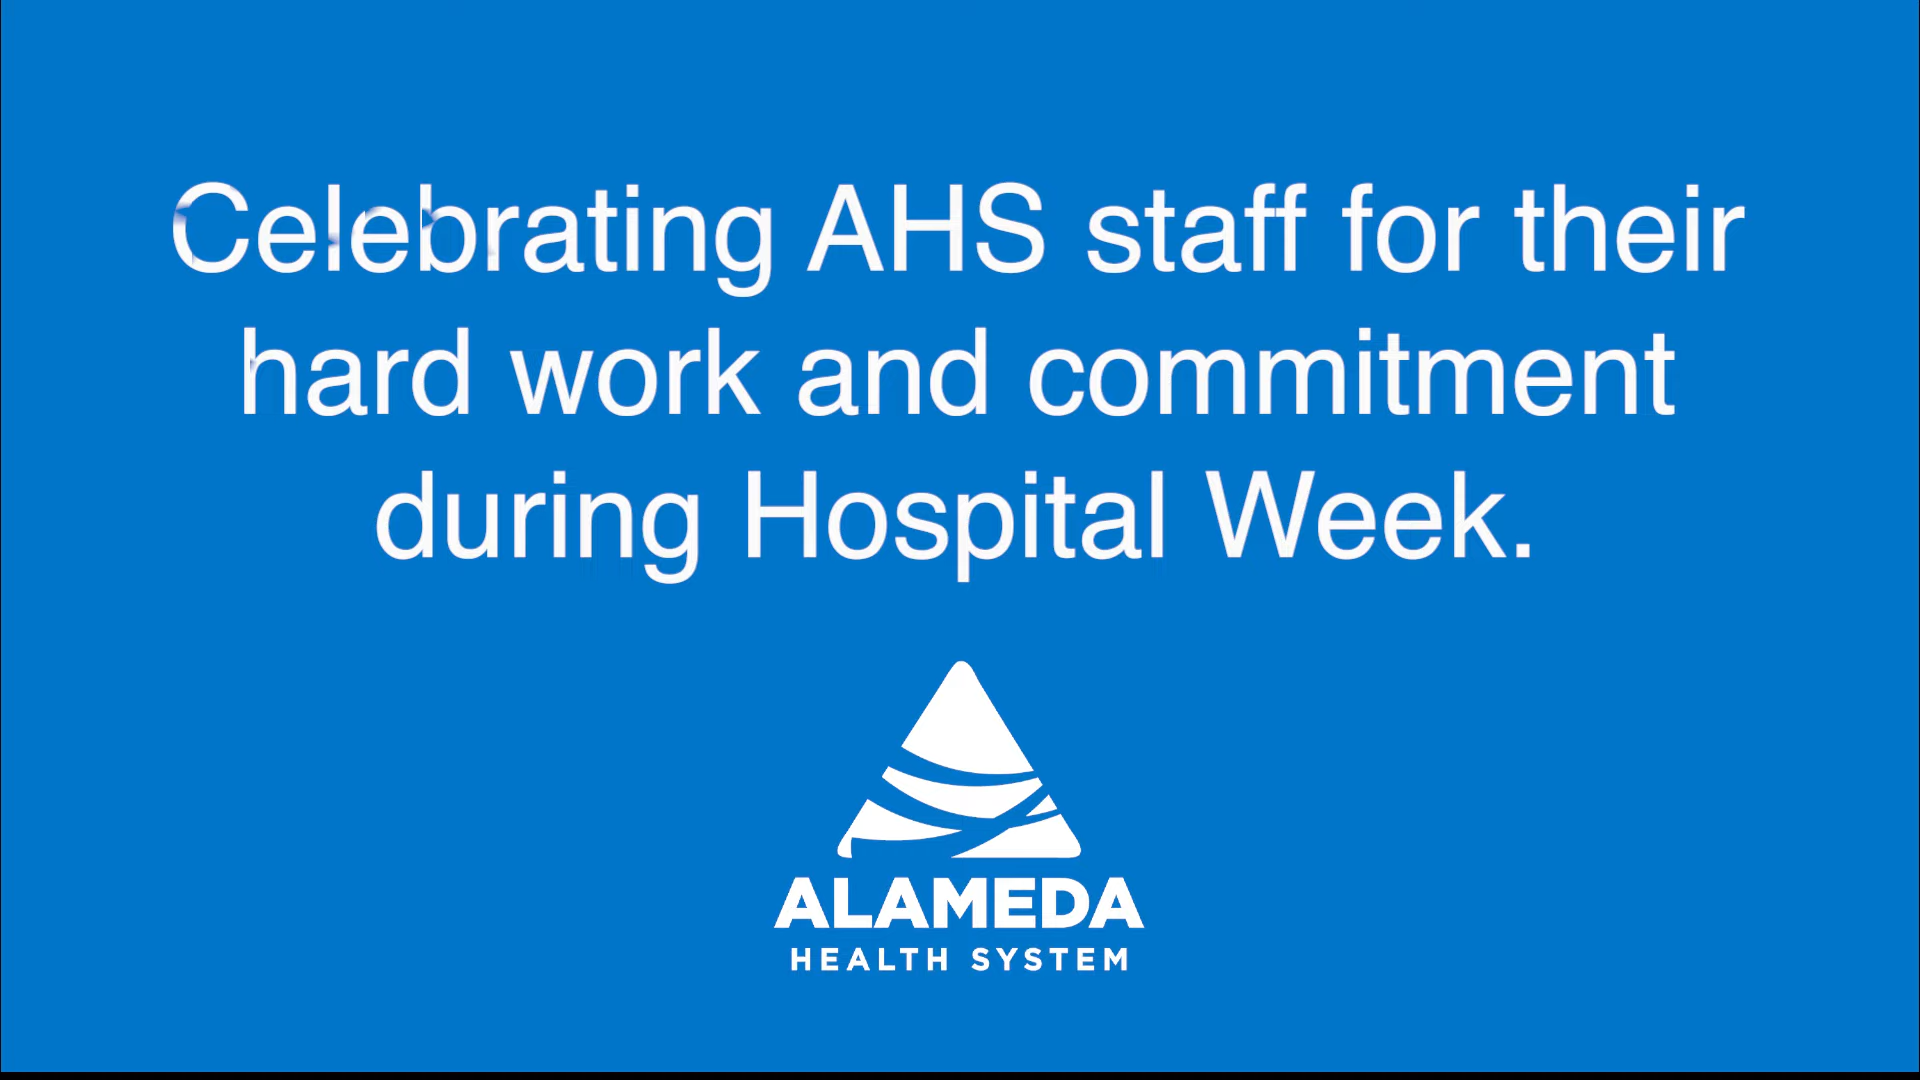 Celebrating AHS staff for their
hard work and commitment
during Hospital Week.
ALAMEDA
HEALTH SYSTEM